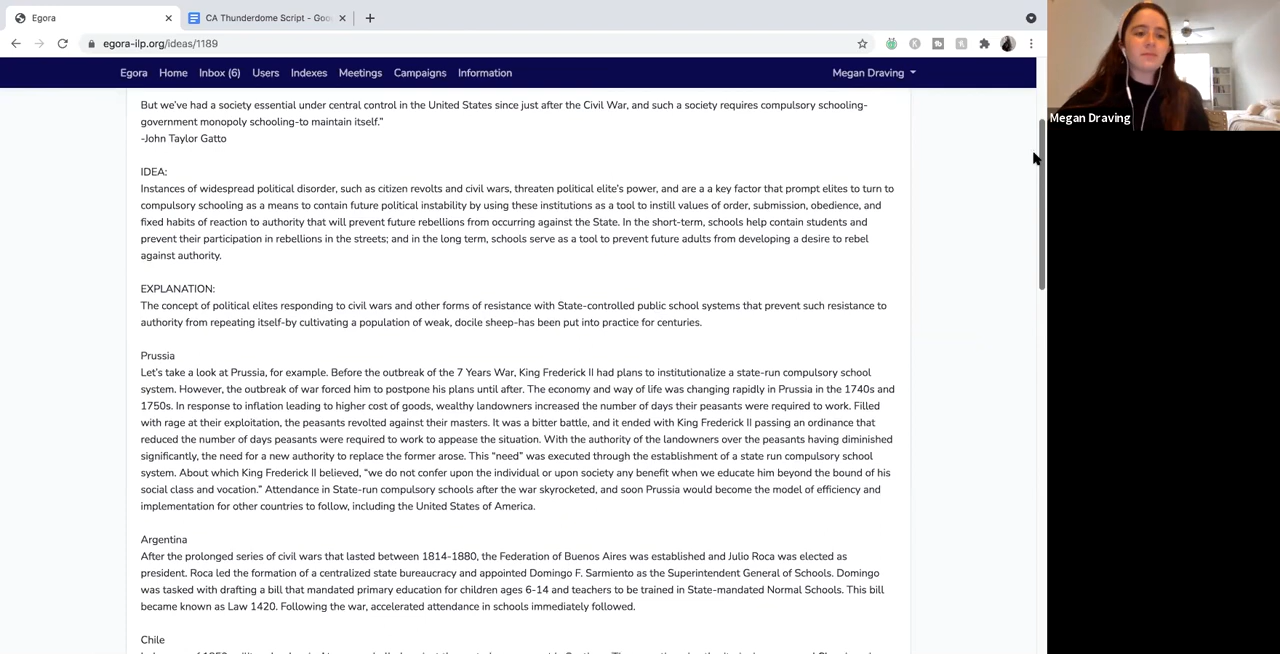 Egora
CA Thunderdome Script - Goo
egora-ilp.org/ideas/1189
Egora Home Inbox (6) Users Indexes Meetings Campaigns Information Megan Draving
But we've had a society essential under central control in the United States since just after the Civil War, and such a society requires compulsory schooling-
government monopoly schooling-to maintain itself."
-John Taylor Gatto
IDEA:
Instances of widespread political disorder, such as citizen revolts and civil wars, threaten political elite's power, and are a a key factor that prompt elites to turn to
compulsory schooling as a means to contain future political instability by using these institutions as a tool to instill values of order, submission, obedience, and
fixed habits of reaction to authority that will prevent future rebellions from occurring against the State. In the short-term, schools help contain students and
prevent their participation in rebellions in the streets; and in the long term, schools serve as a tool to prevent future adults from developing a desire to rebel
against authority.
EXPLANATION:
The concept of political elites responding to civil wars and other forms of resistance with State-controlled public school systems that prevent such resistance to
authority from repeating itself-by cultivating a population of weak, docile sheep-has been put into practice for centuries.
Prussia
Let's take a look at Prussia, for example. Before the outbreak of the 7 Years War, King Frederick II had plans to institutionalize a state-run compulsory school
system. However, the outbreak of war forced him to postpone his plans until after. The economy and way of life was changing rapidly in Prussia in the 1740s and
1750s. In response to inflation leading to higher cost of goods, wealthy landowners increased the number of days their peasants were required to work. Filled
with rage at their exploitation, the peasants revolted against their masters. It was a bitter battle, and it ended with King Frederick II passing an ordinance that
reduced the number of days peasants were required to work to appease the situation. With the authority of the landowners over the peasants having diminished
significantly, the need for a new authority to replace the former arose. This "need" was executed through the establishment of a state run compulsory school
system. About which King Frederick II believed, "we do not confer upon the individual or upon society any benefit when we educate him beyond the bound of his
social class and vocation." Attendance in State-run compulsory schools after the war skyrocketed, and soon Prussia would become the model of efficiency and
implementation for other countries to follow, including the United States of America.
Argentina
After the prolonged series of civil wars that lasted between 1814-1880, the Federation of Buenos Aires was established and Julio Roca was elected as
president. Roca led the formation of a centralized state bureaucracy and appointed Domingo F. Sarmiento as the Superintendent General of Schools. Domingo
was tasked with drafting a bill that mandated primary education for children ages 6-14 and teachers to be trained in State-mandated Normal Schools. This bill
became known as Law 1420. Following the war, accelerated attendance in schools immediately followed.
Chile
Megan Draving